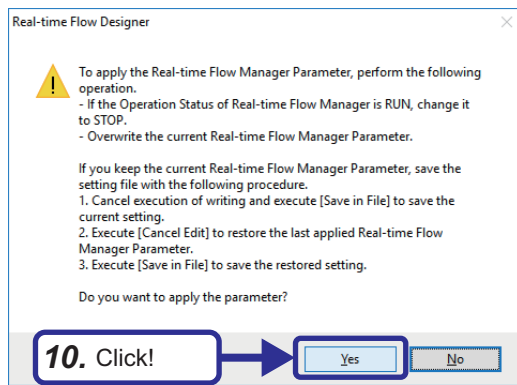 Real-time Flow Designer
To apply the Real-time Flow Manager Parameter, perform the following
operation.
- If the Operation Status of Real-time Flow Manager is RUN, change it
to STOP.
- Overwrite the current Real-time Flow Manager Parameter.
If you keep the current Real-time Flow Manager Parameter, save the
setting file with the following procedure.
1. Cancel execution of writing and execute [Save in File] to save the
current setting.
2. Execute [Cancel Edit] to restore the last applied Real-time Flow
Manager Parameter.
3. Execute [Save in File] to save the restored setting.
Do you want to apply the parameter?
10. Click!
Yes
No